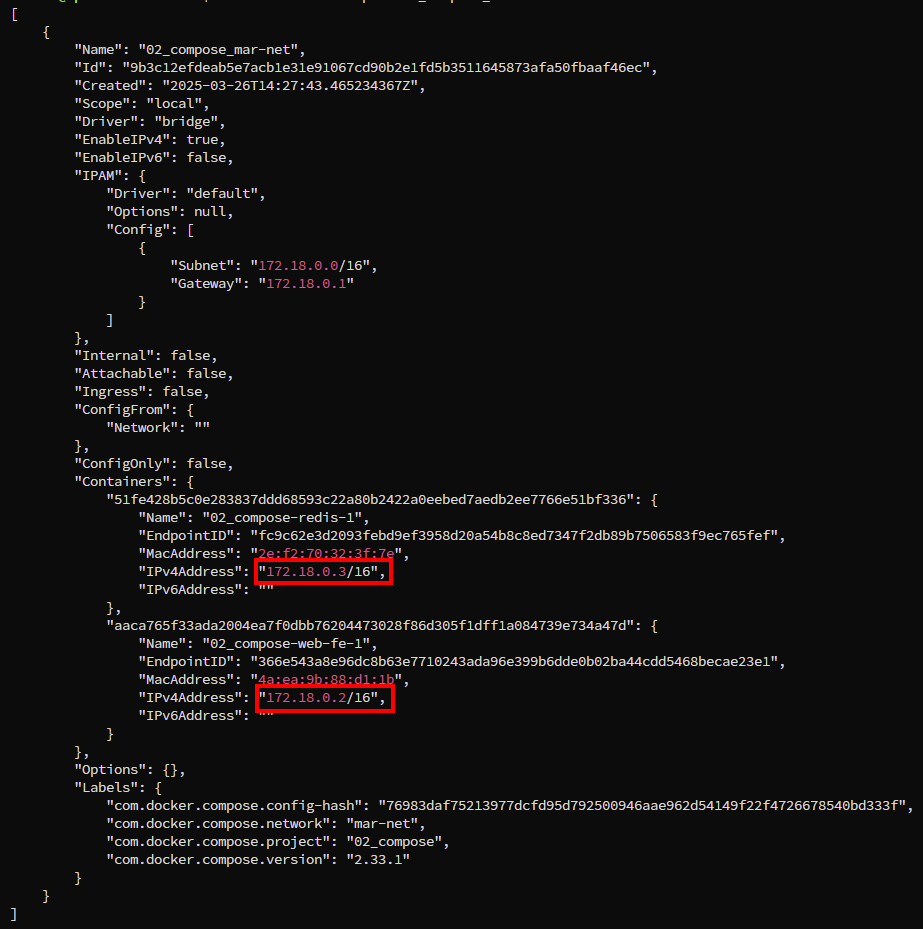 [
    {
        "Name": "02_compose_mar-net",
        "Id": "9b3c12efdeab5e7acb1e31e91067cd90b2e1fd5b3511645873afa50fbaaf46ec",
        "Created": "2025-03-26T14:27:43.465234367Z",
        "Scope": "local",
        "Driver": "bridge",
        "EnableIPv4": true,
        "EnableIPv6": false,
        "IPAM": {
            "Driver": "default",
            "Options": null,
            "Config": [
                {
                    "Subnet": "172.18.0.0/16",
                    "Gateway": "172.18.0.1"
                }
            ]
        },
        "Internal": false,
        "Attachable": false,
        "Ingress": false,
        "ConfigFrom": {
            "Network": ""
        },
        "ConfigOnly": false,
        "Containers": {
            "51fe428b5c0e283837ddd68593c22a80b2422a0eebed7aedb2ee7766e51bf336": {
                "Name": "02_compose-redis-1",
                "EndpointID": "fc9c62e3d2093febd9ef3958d20a54b8c8ed7347f2db89b7506583f9ec765fef",
                "MacAddress": "2e:f2:70:32:3f:7e",
                "IPv4Address": "172.18.0.3/16",
                "IPv6Address": ""
            },
            "aaca765f33ada2004ea7f0dbb76204473028f86d305f1dff1a084739e734a47d": {
                "Name": "02_compose-web-fe-1",
                "EndpointID": "366e543a8e96dc8b63e7710243ada96e399b6dde0b02ba44cdd5468becae23e1",
                "MacAddress": "4a:ea:9b:88:d1:1b",
                "IPv4Address": "172.18.0.2/16",
                "IPv6Address": ""
            }
        },
        "Options": {},
        "Labels": {
            "com.docker.compose.config-hash": "76983daf75213977dcfd95d792500946aae962d54149f22f4726678540bd333f",
            "com.docker.compose.network": "mar-net",
            "com.docker.compose.project": "02_compose",
            "com.docker.compose.version": "2.33.1"
        }
    }
]